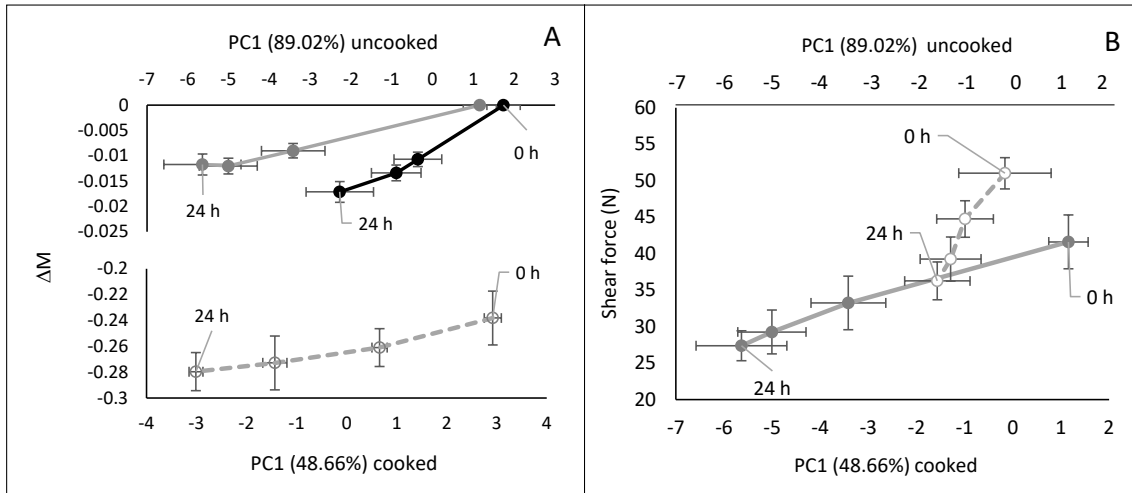 A
PC1 (89.02%) uncooked
-7 -6 -5 -4 -3 -2 -1 0 1 2 3
0
-0.005
-0.01
-0.015
-0.02
-0.025
0 h
24 h
24 h
ΔM
-0.2
-0.22
-0.24
-0.26
-0.28
-0.3
0 h
24 h
-4 -3 -2 -1 0 1 2 3 4
PC1 (48.66%) cooked
B
PC1 (89.02%) uncooked
-7 -6 -5 -4 -3 -2 -1 0 1 2
60
55
50
45
40
35
30
25
20
Shear force (N)
0 h
24 h
0 h
24 h
-7 -6 -5 -4 -3 -2 -1 0 1 2
PC1 (48.66%) cooked